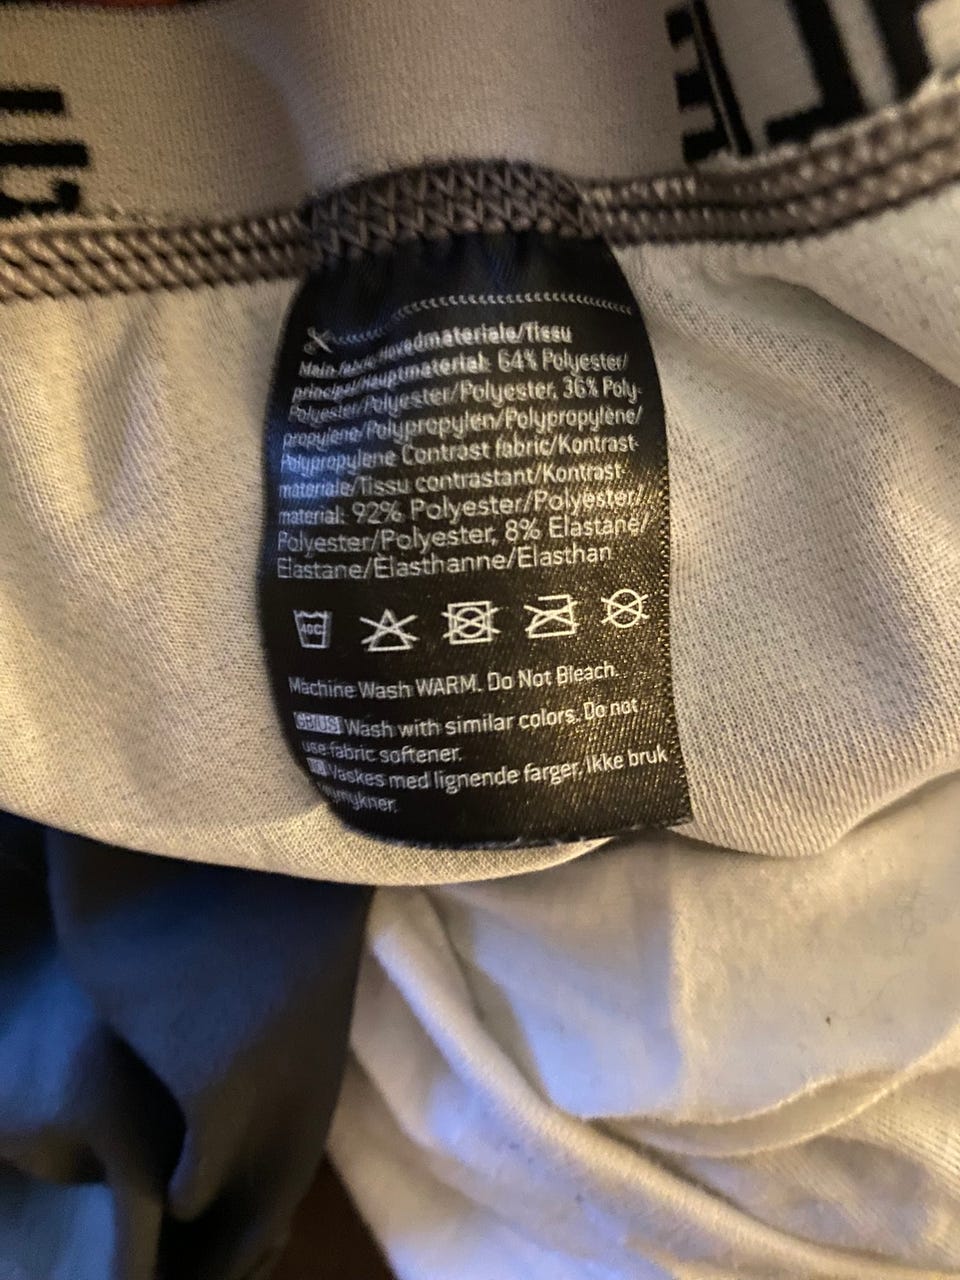 Main fabric/Hovedmateriale/Tissu
principal/Hauptmaterial: 64% Polyester/
Polyester/Polyester/Polyester, 36% Poly-
propylene/Polypropylen/Polypropylène/
Polypropylene Contrast fabric/Kontrast-
materiale/Tissu contrastant/Kontrast-
material: 92% Polyester/Polyester/
Polyester/Polyester, 8% Elastane/
Elastane/Élasthanne/Elasthan
40C
Machine Wash WARM. Do Not Bleach.
GB/US Wash with similar colors. Do not
use fabric softener.
Vaskes med lignende farger. Ikke bruk